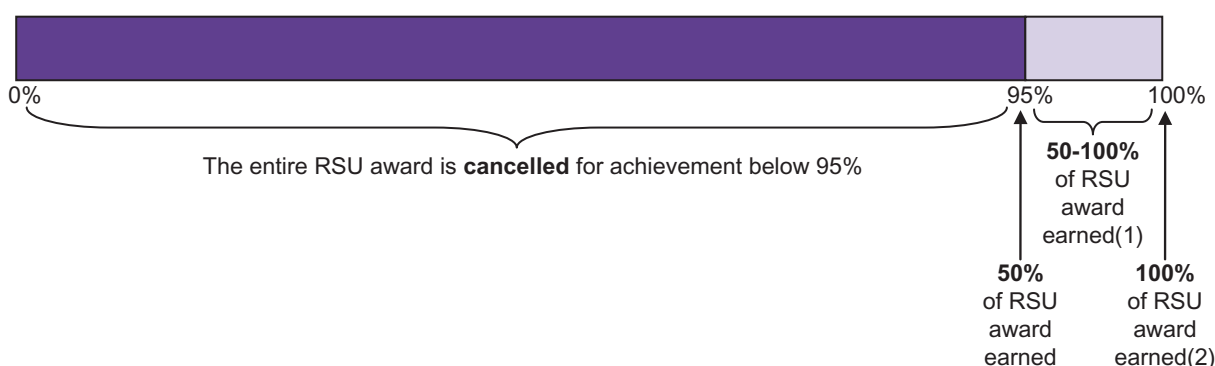 0%
95%
100%
The entire RSU award is cancelled for achievement below 95%
50-100%
of RSU
award
earned(1)
50%
of RSU
award
earned
100%
of RSU
award
earned(2)